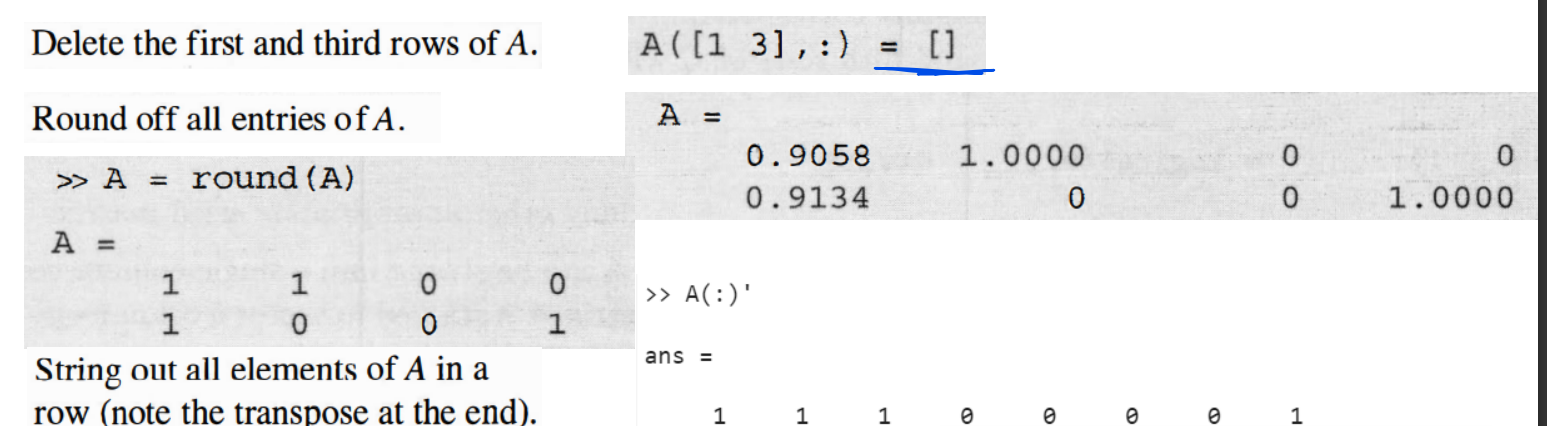 Delete the first and third rows of A.
A([1 3],:) = []
A =
0.9058 1.0000 0 0
0.9134 0 0 1.0000
Round off all entries of A.
>> A = round(A)
A =
1 1 0 0
1 0 0 1
String out all elements of A in a
row (note the transpose at the end).
>> A(:)'
ans =
1 1 1 0 0 0 0 1